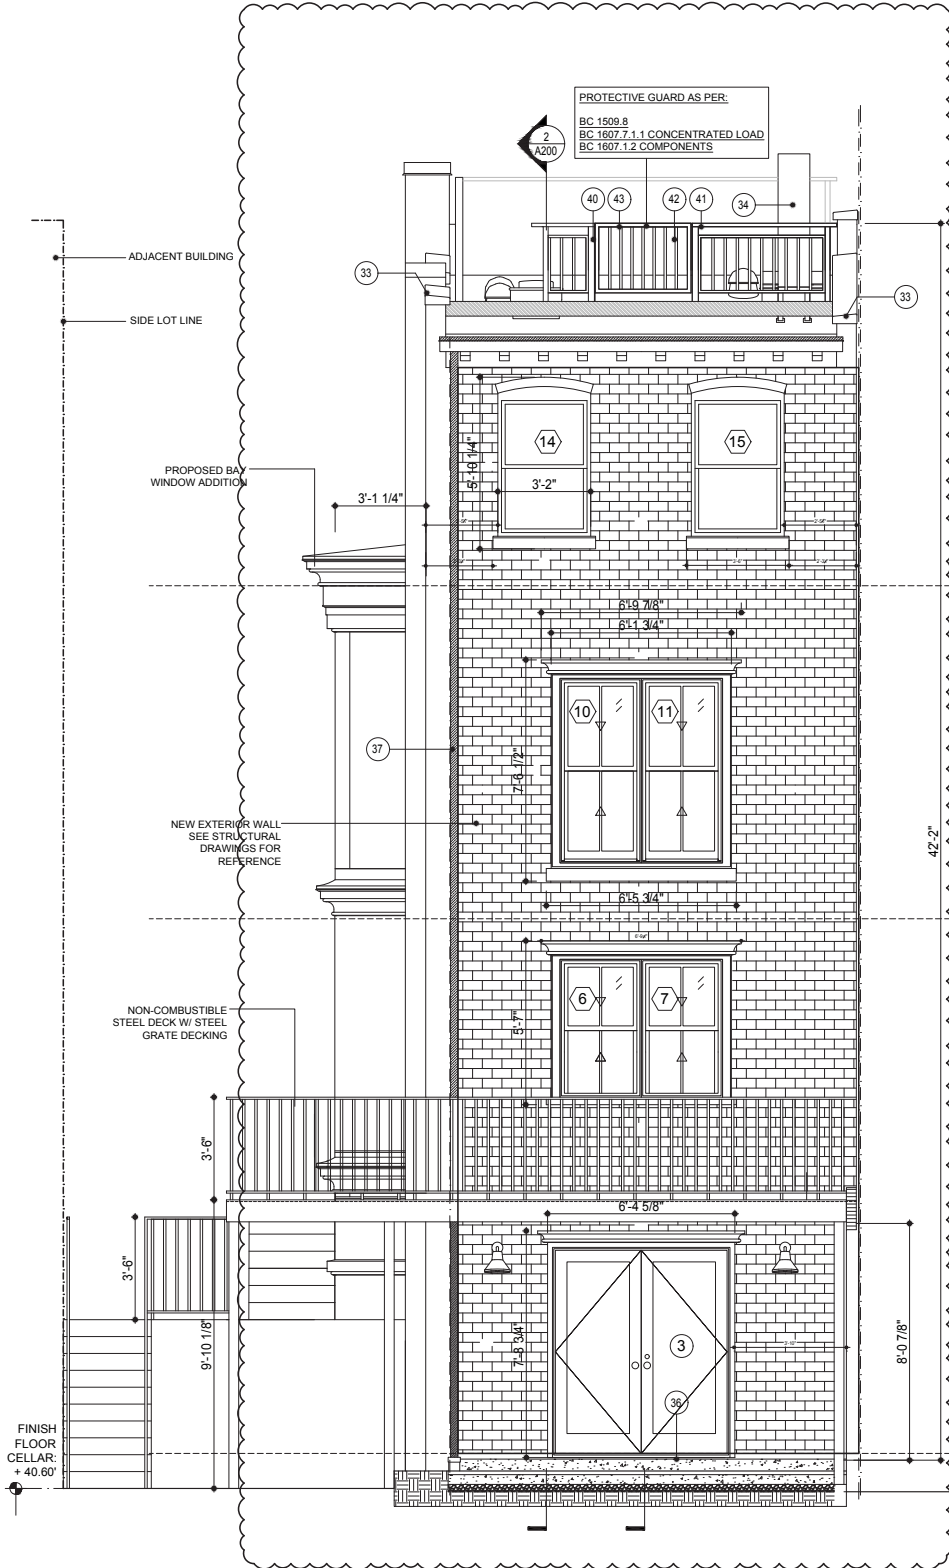 PROTECTIVE GUARD AS PER:
BC 1509.8
BC 1607.7.1.1 CONCENTRATED LOAD
BC 1607.1.2 COMPONENTS
2
A200
40
43
42
41
34
ADJACENT BUILDING
33
33
SIDE LOT LINE
14
15
5'-10 1/4"
PROPOSED BAY
WINDOW ADDITION
3'-2"
3'-1 1/4"
6'-9 7/8"
6'-1 3/4"
10
11
37
7'-6 1/2"
NEW EXTERIOR WALL
SEE STRUCTURAL
DRAWINGS FOR
REFERENCE
42'-2"
6'-5 3/4"
6
7
NON-COMBUSTIBLE
STEEL DECK W/ STEEL
GRATE DECKING
5'-7"
3'-6"
6'-4 5/8"
3'-6"
9'-10 1/8"
7'-8 3/4"
3
8'-0 7/8"
36
FINISH
FLOOR
CELLAR:
+ 40.60'